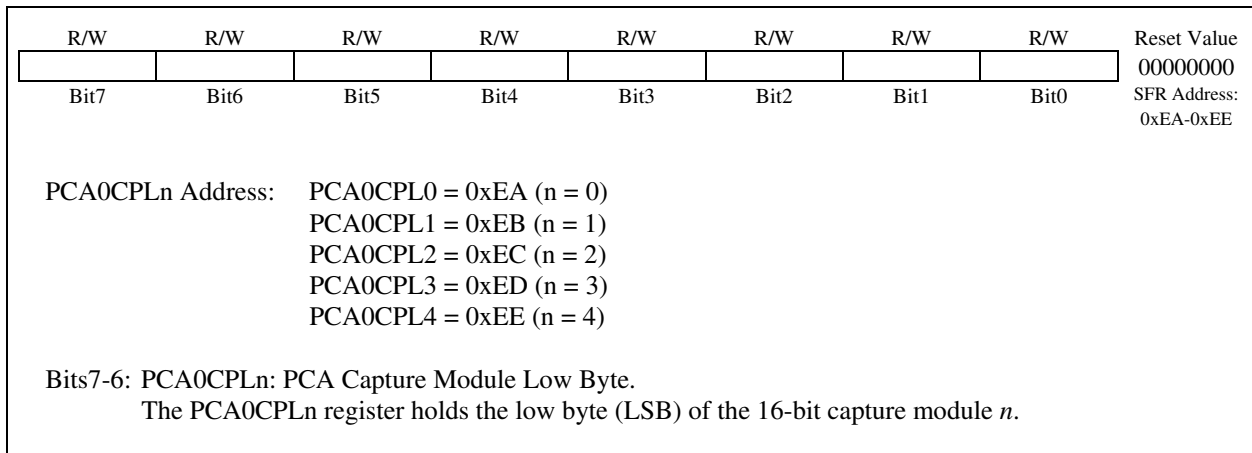 R/W R/W R/W R/W R/W R/W R/W R/W Reset Value
00000000
Bit7 Bit6 Bit5 Bit4 Bit3 Bit2 Bit1 Bit0 SFR Address:
0xEA-0xEE
PCA0CPLn Address: PCA0CPL0 = 0xEA (n = 0)
PCA0CPL1 = 0xEB (n = 1)
PCA0CPL2 = 0xEC (n = 2)
PCA0CPL3 = 0xED (n = 3)
PCA0CPL4 = 0xEE (n = 4)
Bits7-6: PCA0CPLn: PCA Capture Module Low Byte.
The PCA0CPLn register holds the low byte (LSB) of the 16-bit capture module n.